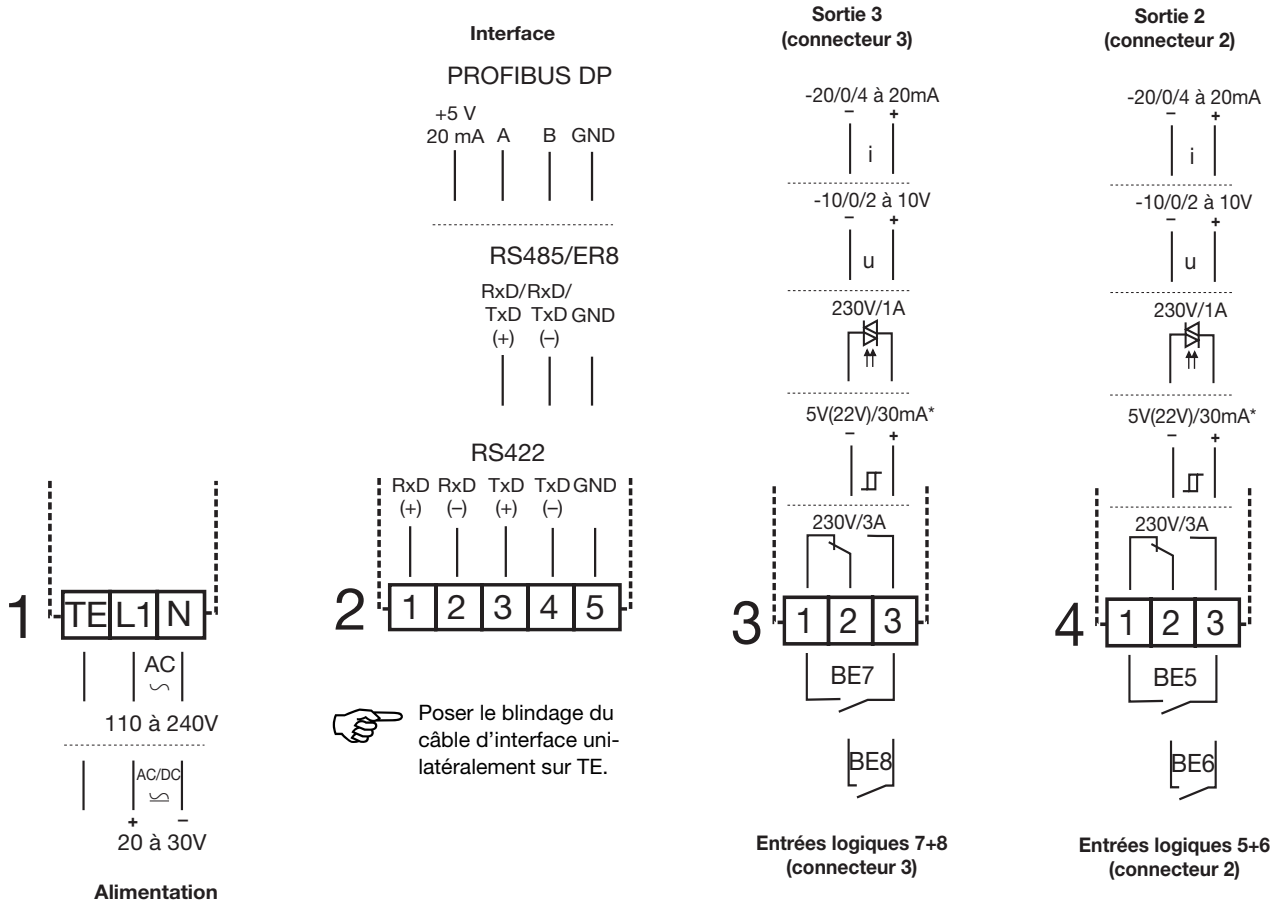 Interface
PROFIBUS DP
+5 V
20 mA A B GND
RS485/ER8
RxD/RxD/
TxD TxD GND
(+) (–)
RS422
RxD RxD TxD TxD GND
(+) (–) (+) (–)
2 1 2 3 4 5
Poser le blindage du
câble d’interface uni-
latéralement sur TE.
1 TE L1 N
AC
110 à 240V
AC/DC
+ –
20 à 30V
Alimentation
Sortie 3
(connecteur 3)
-20/0/4 à 20mA
– +
i
-10/0/2 à 10V
– +
u
230V/1A
5V(22V)/30mA*
– +
230V/3A
3 1 2 3
BE7
BE8
Entrées logiques 7+8
(connecteur 3)
Sortie 2
(connecteur 2)
-20/0/4 à 20mA
– +
i
-10/0/2 à 10V
– +
u
230V/1A
5V(22V)/30mA*
– +
230V/3A
4 1 2 3
BE5
BE6
Entrées logiques 5+6
(connecteur 2)